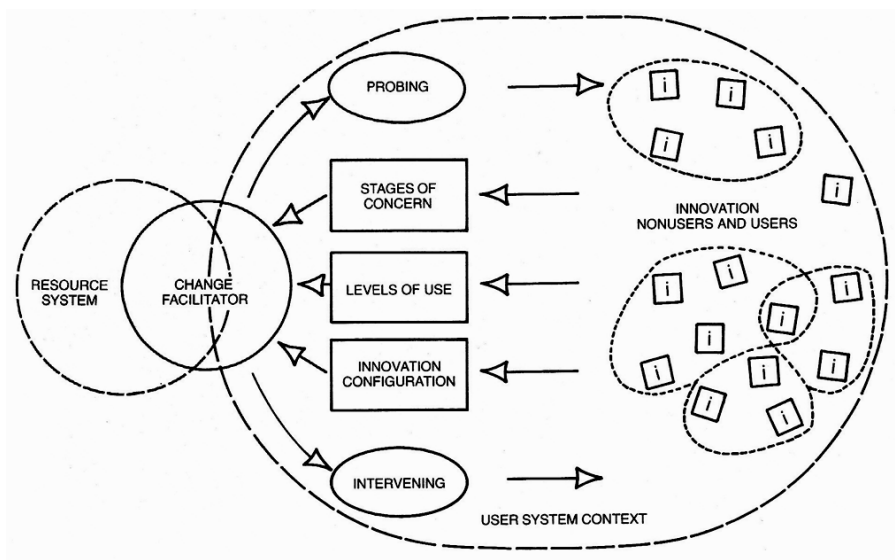 PROBING
i
i
i
i
STAGES OF
CONCERN
i
INNOVATION
NONUSERS AND USERS
RESOURCE
SYSTEM
CHANGE
FACILITATOR
LEVELS OF USE
i
i
i
i
i
INNOVATION
CONFIGURATION
i
i
i
i
i
INTERVENING
USER SYSTEM CONTEXT